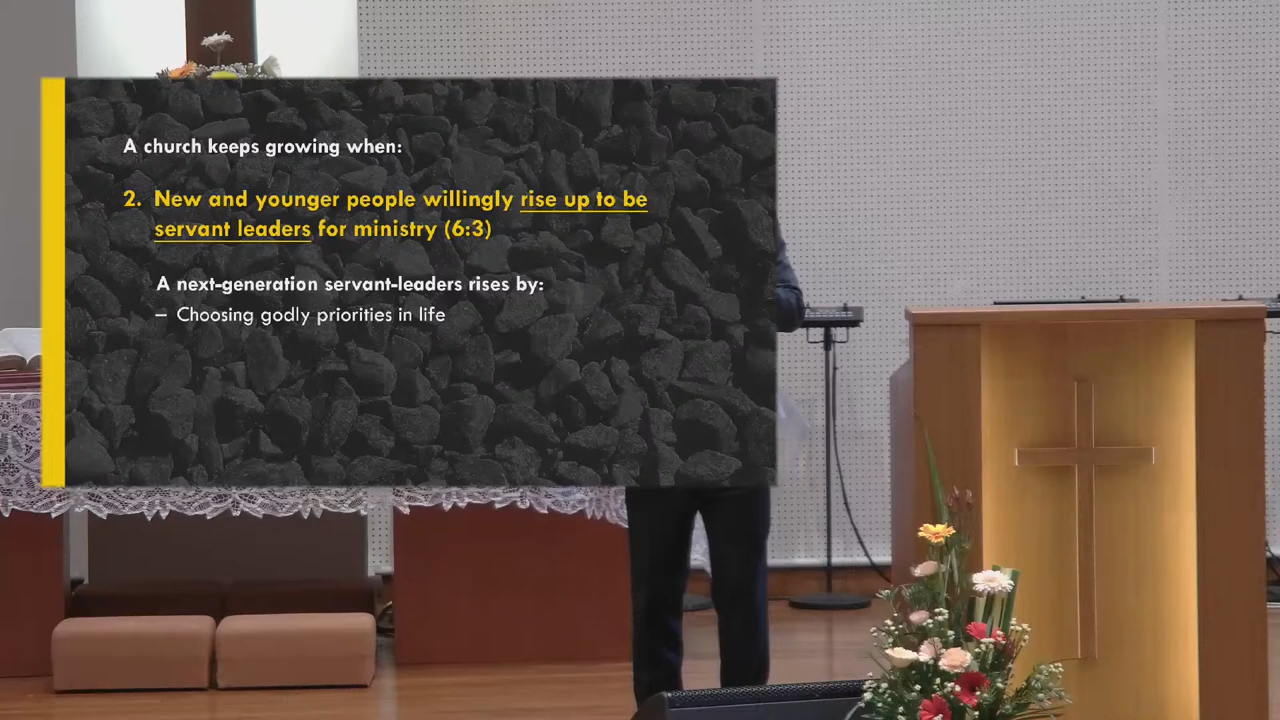 A church keeps growing when:
2. New and younger people willingly rise up to be
servant leaders for ministry (6:3)
A next-generation servant-leaders rises by:
– Choosing godly priorities in life